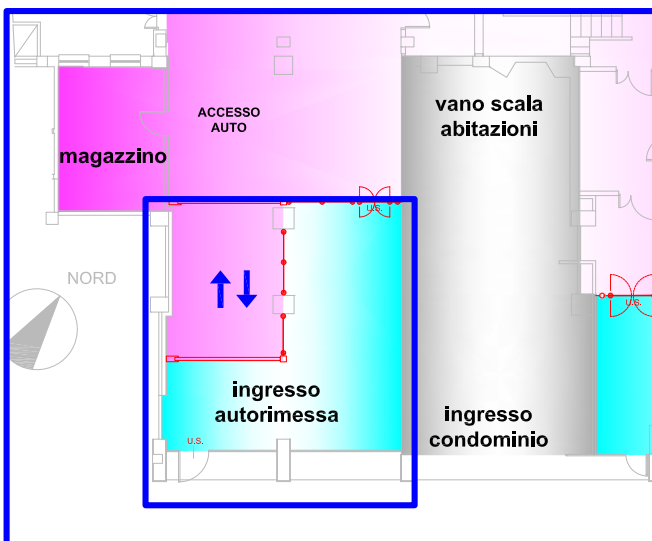 ACCESSO
AUTO
vano scala
abitazioni
magazzino
U.S.
NORD
U.S.
ingresso
autorimessa
ingresso
condominio
U.S.